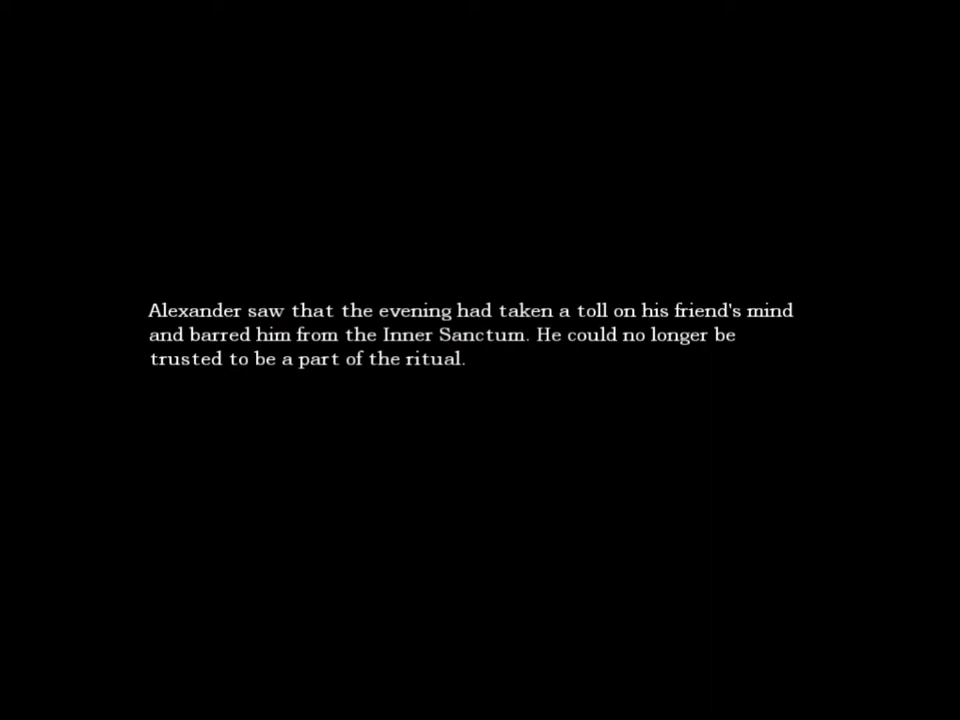 Alexander saw that the evening had taken a toll on his friend's mind
and barred him from the Inner Sanctum. He could no longer be
trusted to be a part of the ritual.